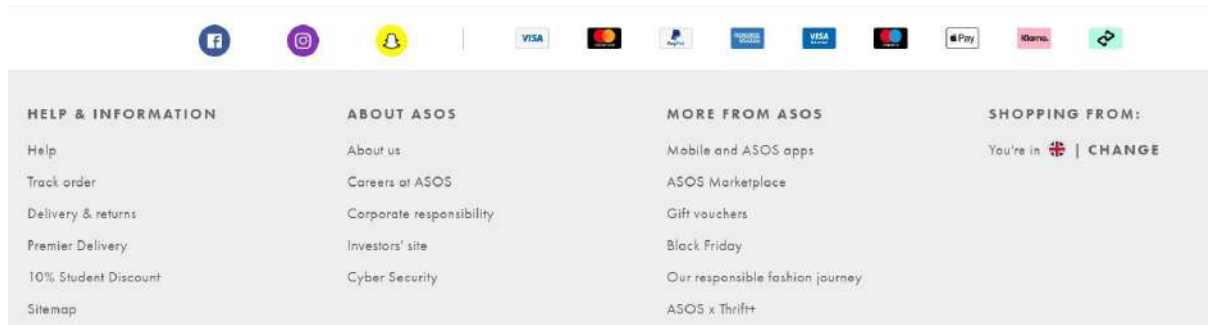 VISA PayPal VISA Pay Klarna.
HELP & INFORMATION
Help
Track order
Delivery & returns
Premier Delivery
10% Student Discount
Sitemap
ABOUT ASOS
About us
Careers at ASOS
Corporate responsibility
Investors' site
Cyber Security
MORE FROM ASOS
Mobile and ASOS apps
ASOS Marketplace
Gift vouchers
Black Friday
Our responsible fashion journey
ASOS x Thrift+
SHOPPING FROM:
You're in | CHANGE